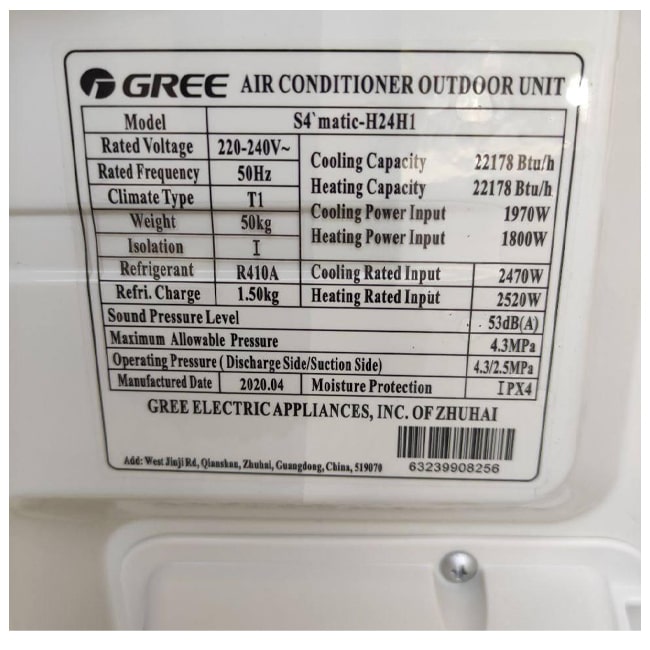 GREE AIR CONDITIONER OUTDOOR UNIT
Model S4`matic-H24H1
Rated Voltage 220-240V~
Rated Frequency 50Hz
Climate Type T1
Weight 50kg
Isolation I
Refrigerant R410A
Refri. Charge 1.50kg
Cooling Capacity 22178 Btu/h
Heating Capacity 22178 Btu/h
Cooling Power Input 1970W
Heating Power Input 1800W
Cooling Rated Input 2470W
Heating Rated Input 2520W
Sound Pressure Level 53dB(A)
Maximum Allowable Pressure 4.3MPa
Operating Pressure ( Discharge Side/Suction Side) 4.3/2.5MPa
Manufactured Date 2020.04 Moisture Protection IPX4
GREE ELECTRIC APPLIANCES, INC. OF ZHUHAI
Add: West Jinji Rd, Qianshan, Zhuhai, Guangdong, China, 519070
63239908256